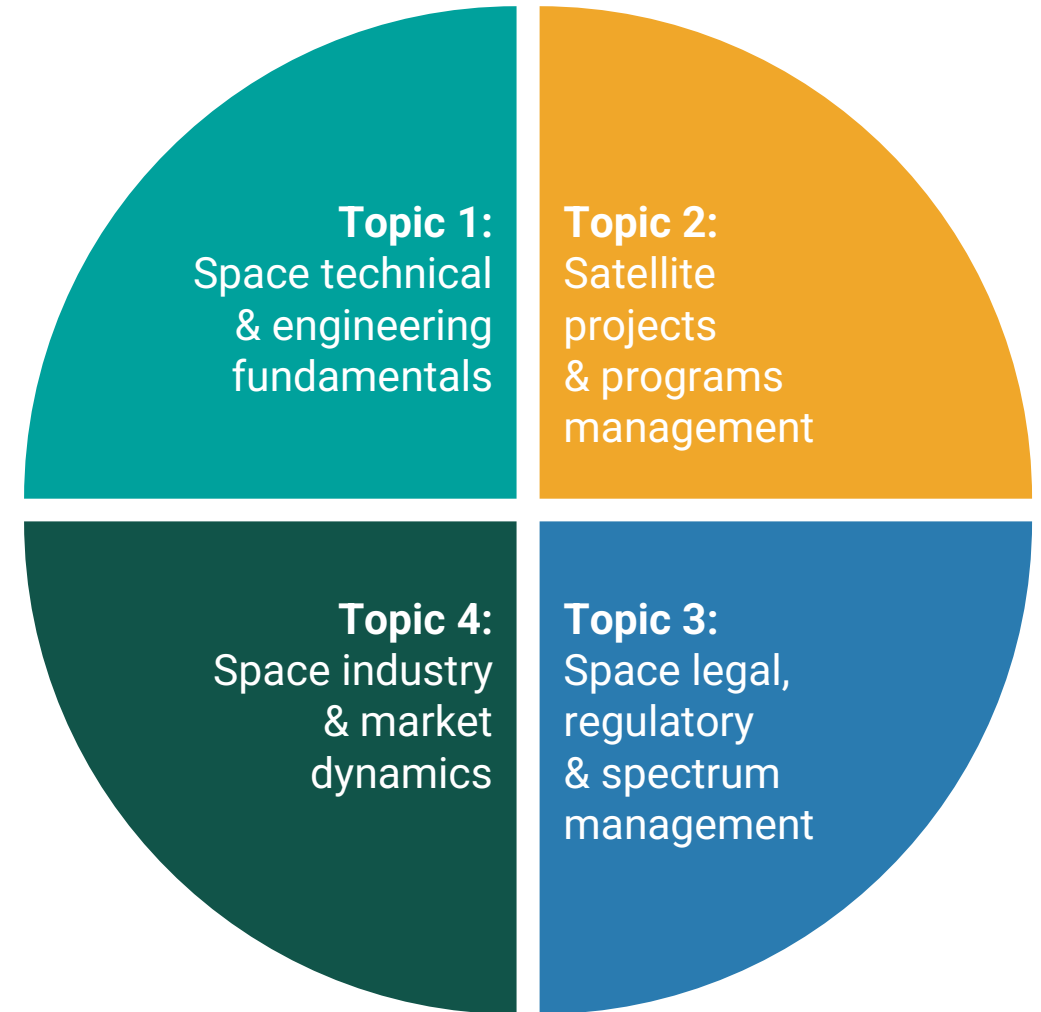 Topic 1:
Space technical
& engineering
fundamentals
Topic 2:
Satellite
projects
& programs
management
Topic 3:
Space legal,
regulatory
& spectrum
management
Topic 4:
Space industry
& market
dynamics